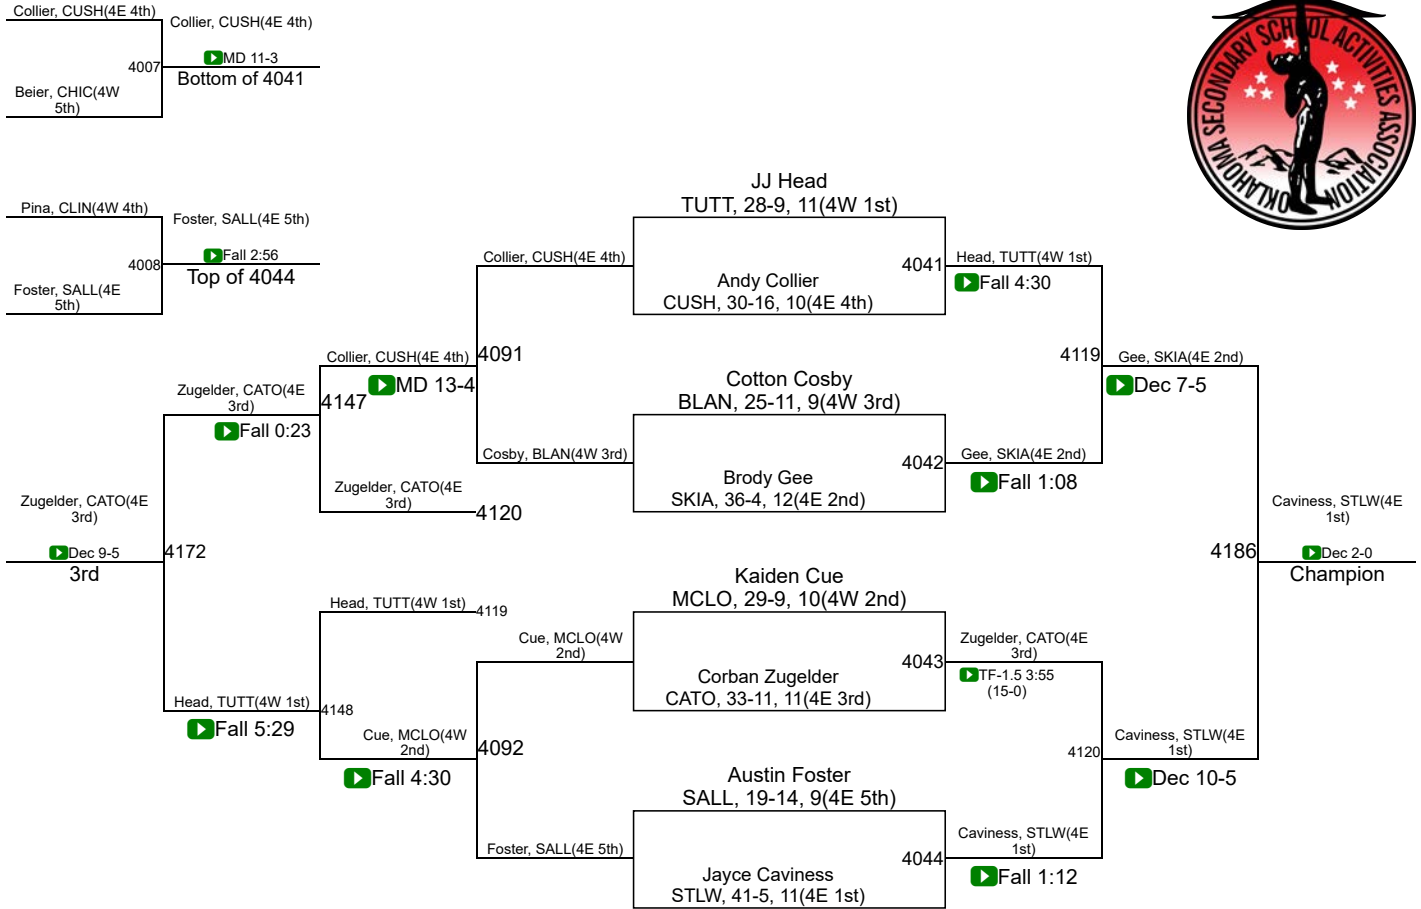 Collier, CUSH(4E 4th)
Collier, CUSH(4E 4th)
MD 11-3
4007
Bottom of 4041
Beier, CHIC(4W
5th)
OKLAHOMA SECONDARY SCHOOL ACTIVITIES ASSOCIATION
Pina, CLIN(4W 4th)
Foster, SALL(4E 5th)
Fall 2:56
4008
Top of 4044
Foster, SALL(4E
5th)
JJ Head
TUTT, 28-9, 11(4W 1st)
Collier, CUSH(4E 4th)
4041
Head, TUTT(4W 1st)
Andy Collier
CUSH, 30-16, 10(4E 4th)
Fall 4:30
Collier, CUSH(4E 4th)
4091
MD 13-4
4119
Gee, SKIA(4E 2nd)
Dec 7-5
Zugelder, CATO(4E
3rd)
4147
Fall 0:23
Cotton Cosby
BLAN, 25-11, 9(4W 3rd)
Cosby, BLAN(4W 3rd)
4042
Gee, SKIA(4E 2nd)
Brody Gee
SKIA, 36-4, 12(4E 2nd)
Fall 1:08
Zugelder, CATO(4E
3rd)
4120
Zugelder, CATO(4E
3rd)
Dec 9-5
4172
3rd
Caviness, STLW(4E
1st)
4186
Dec 2-0
Champion
Kaiden Cue
MCLO, 29-9, 10(4W 2nd)
Head, TUTT(4W 1st)
4119
Cue, MCLO(4W
2nd)
4043
Zugelder, CATO(4E
3rd)
Corban Zugelder
CATO, 33-11, 11(4E 3rd)
TF-1.5 3:55
(15-0)
Head, TUTT(4W 1st)
4148
Fall 5:29
Cue, MCLO(4W
2nd)
4092
Fall 4:30
4120
Caviness, STLW(4E
1st)
Dec 10-5
Austin Foster
SALL, 19-14, 9(4E 5th)
Foster, SALL(4E 5th)
4044
Caviness, STLW(4E
1st)
Jayce Caviness
STLW, 41-5, 11(4E 1st)
Fall 1:12